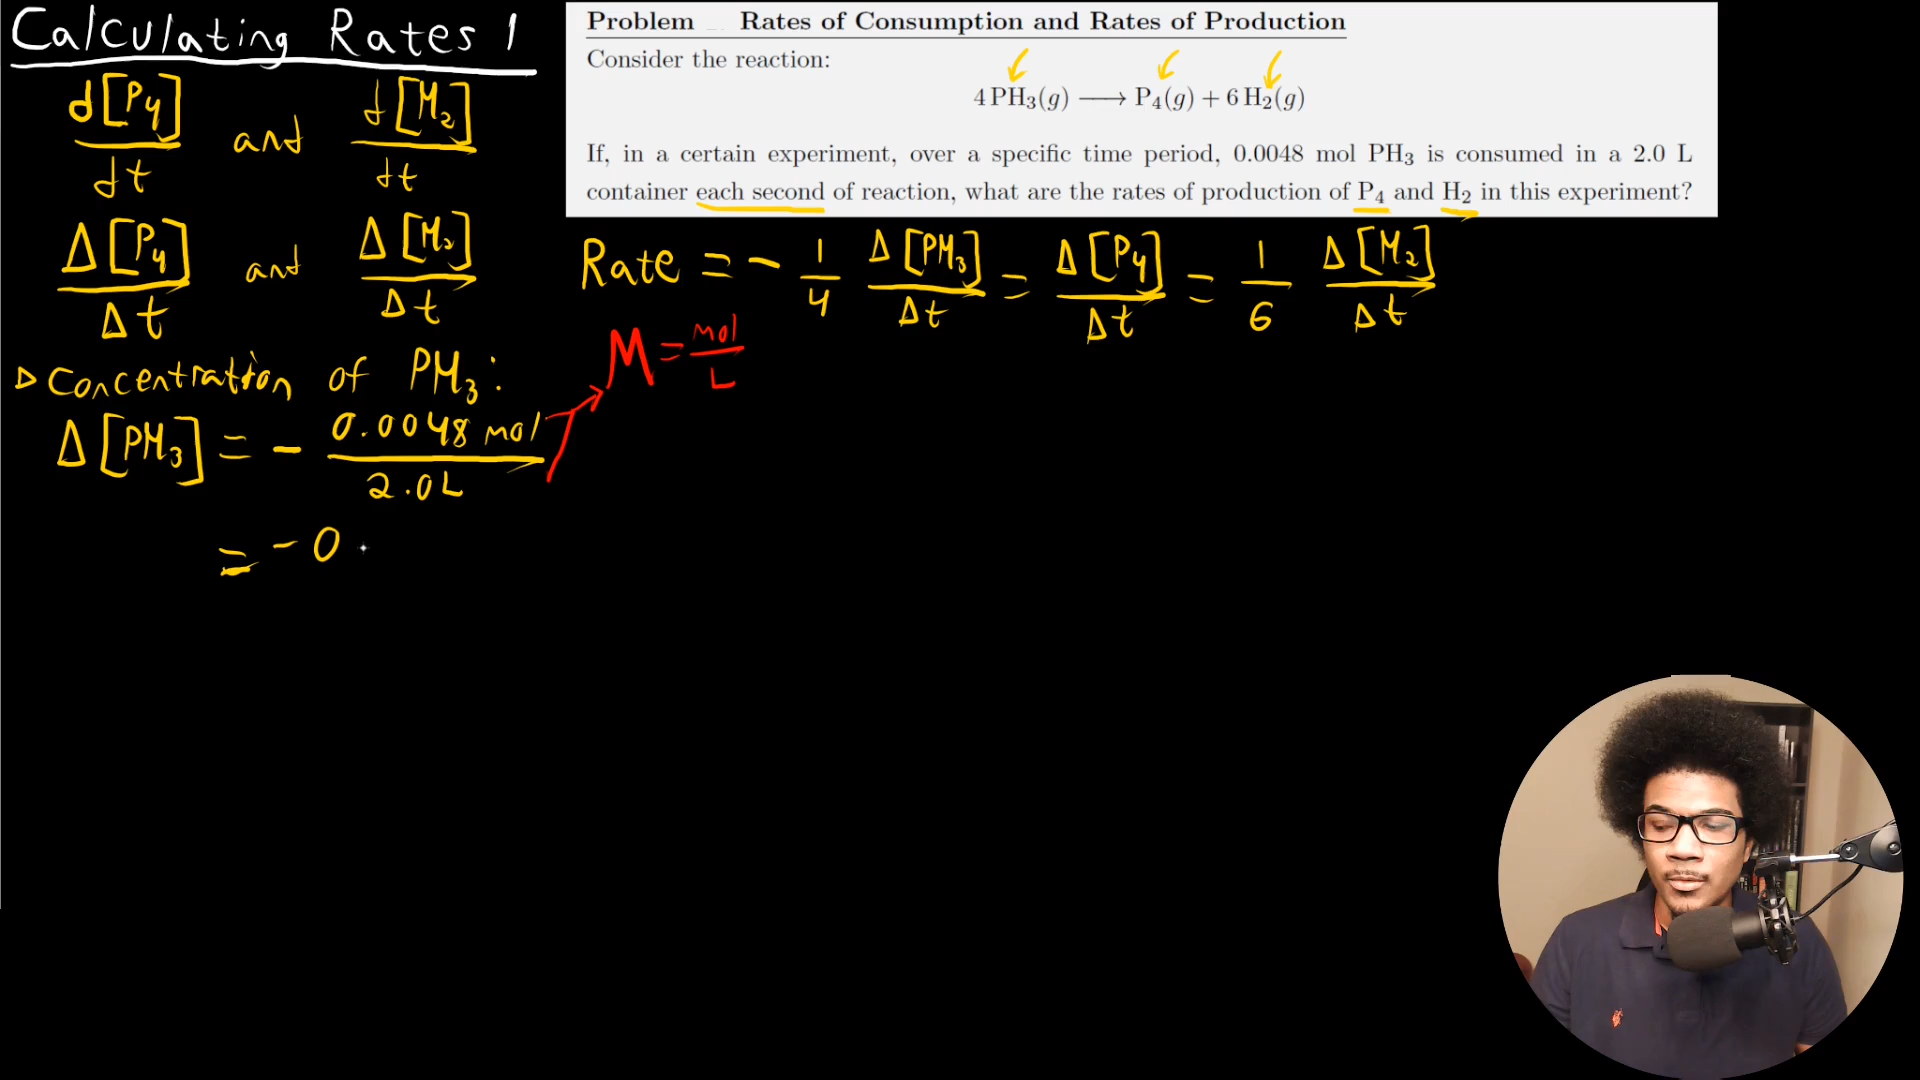 Calculating Rates 1
d[P4]/dt and d[H2]/dt
Δ[P4]/Δt and Δ[H2]/Δt
▷ Concentration of PH3:
Δ[PH3] = - 0.0048 mol / 2.0 L
= - 0.
Problem Rates of Consumption and Rates of Production
Consider the reaction:
4 PH3(g) ⟶ P4(g) + 6 H2(g)
If, in a certain experiment, over a specific time period, 0.0048 mol PH3 is consumed in a 2.0 L
container each second of reaction, what are the rates of production of P4 and H2 in this experiment?
Rate = - 1/4 Δ[PH3]/Δt = Δ[P4]/Δt = 1/6 Δ[H2]/Δt
M = mol/L